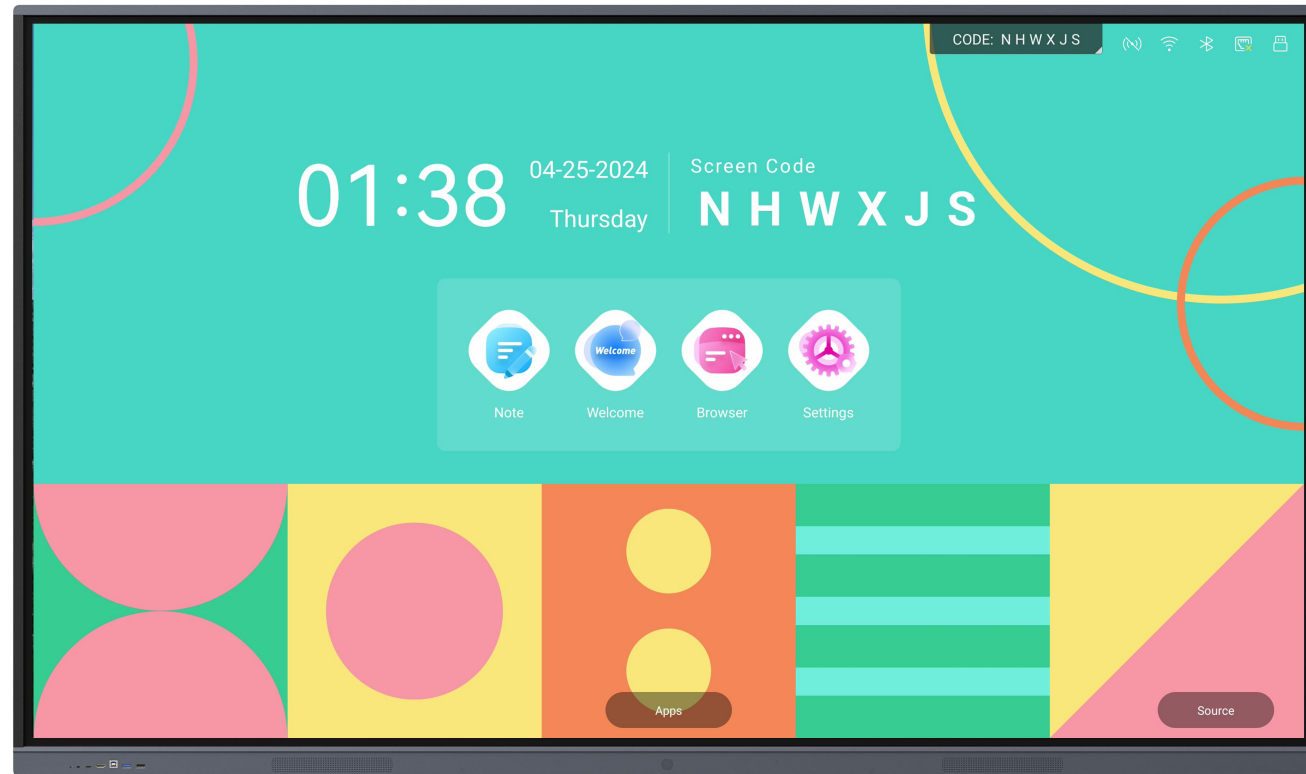 CODE: N H W X J S
01:38
04-25-2024
Thursday
Screen Code
N H W X J S
Welcome
Note
Welcome
Browser
Settings
Apps
Source